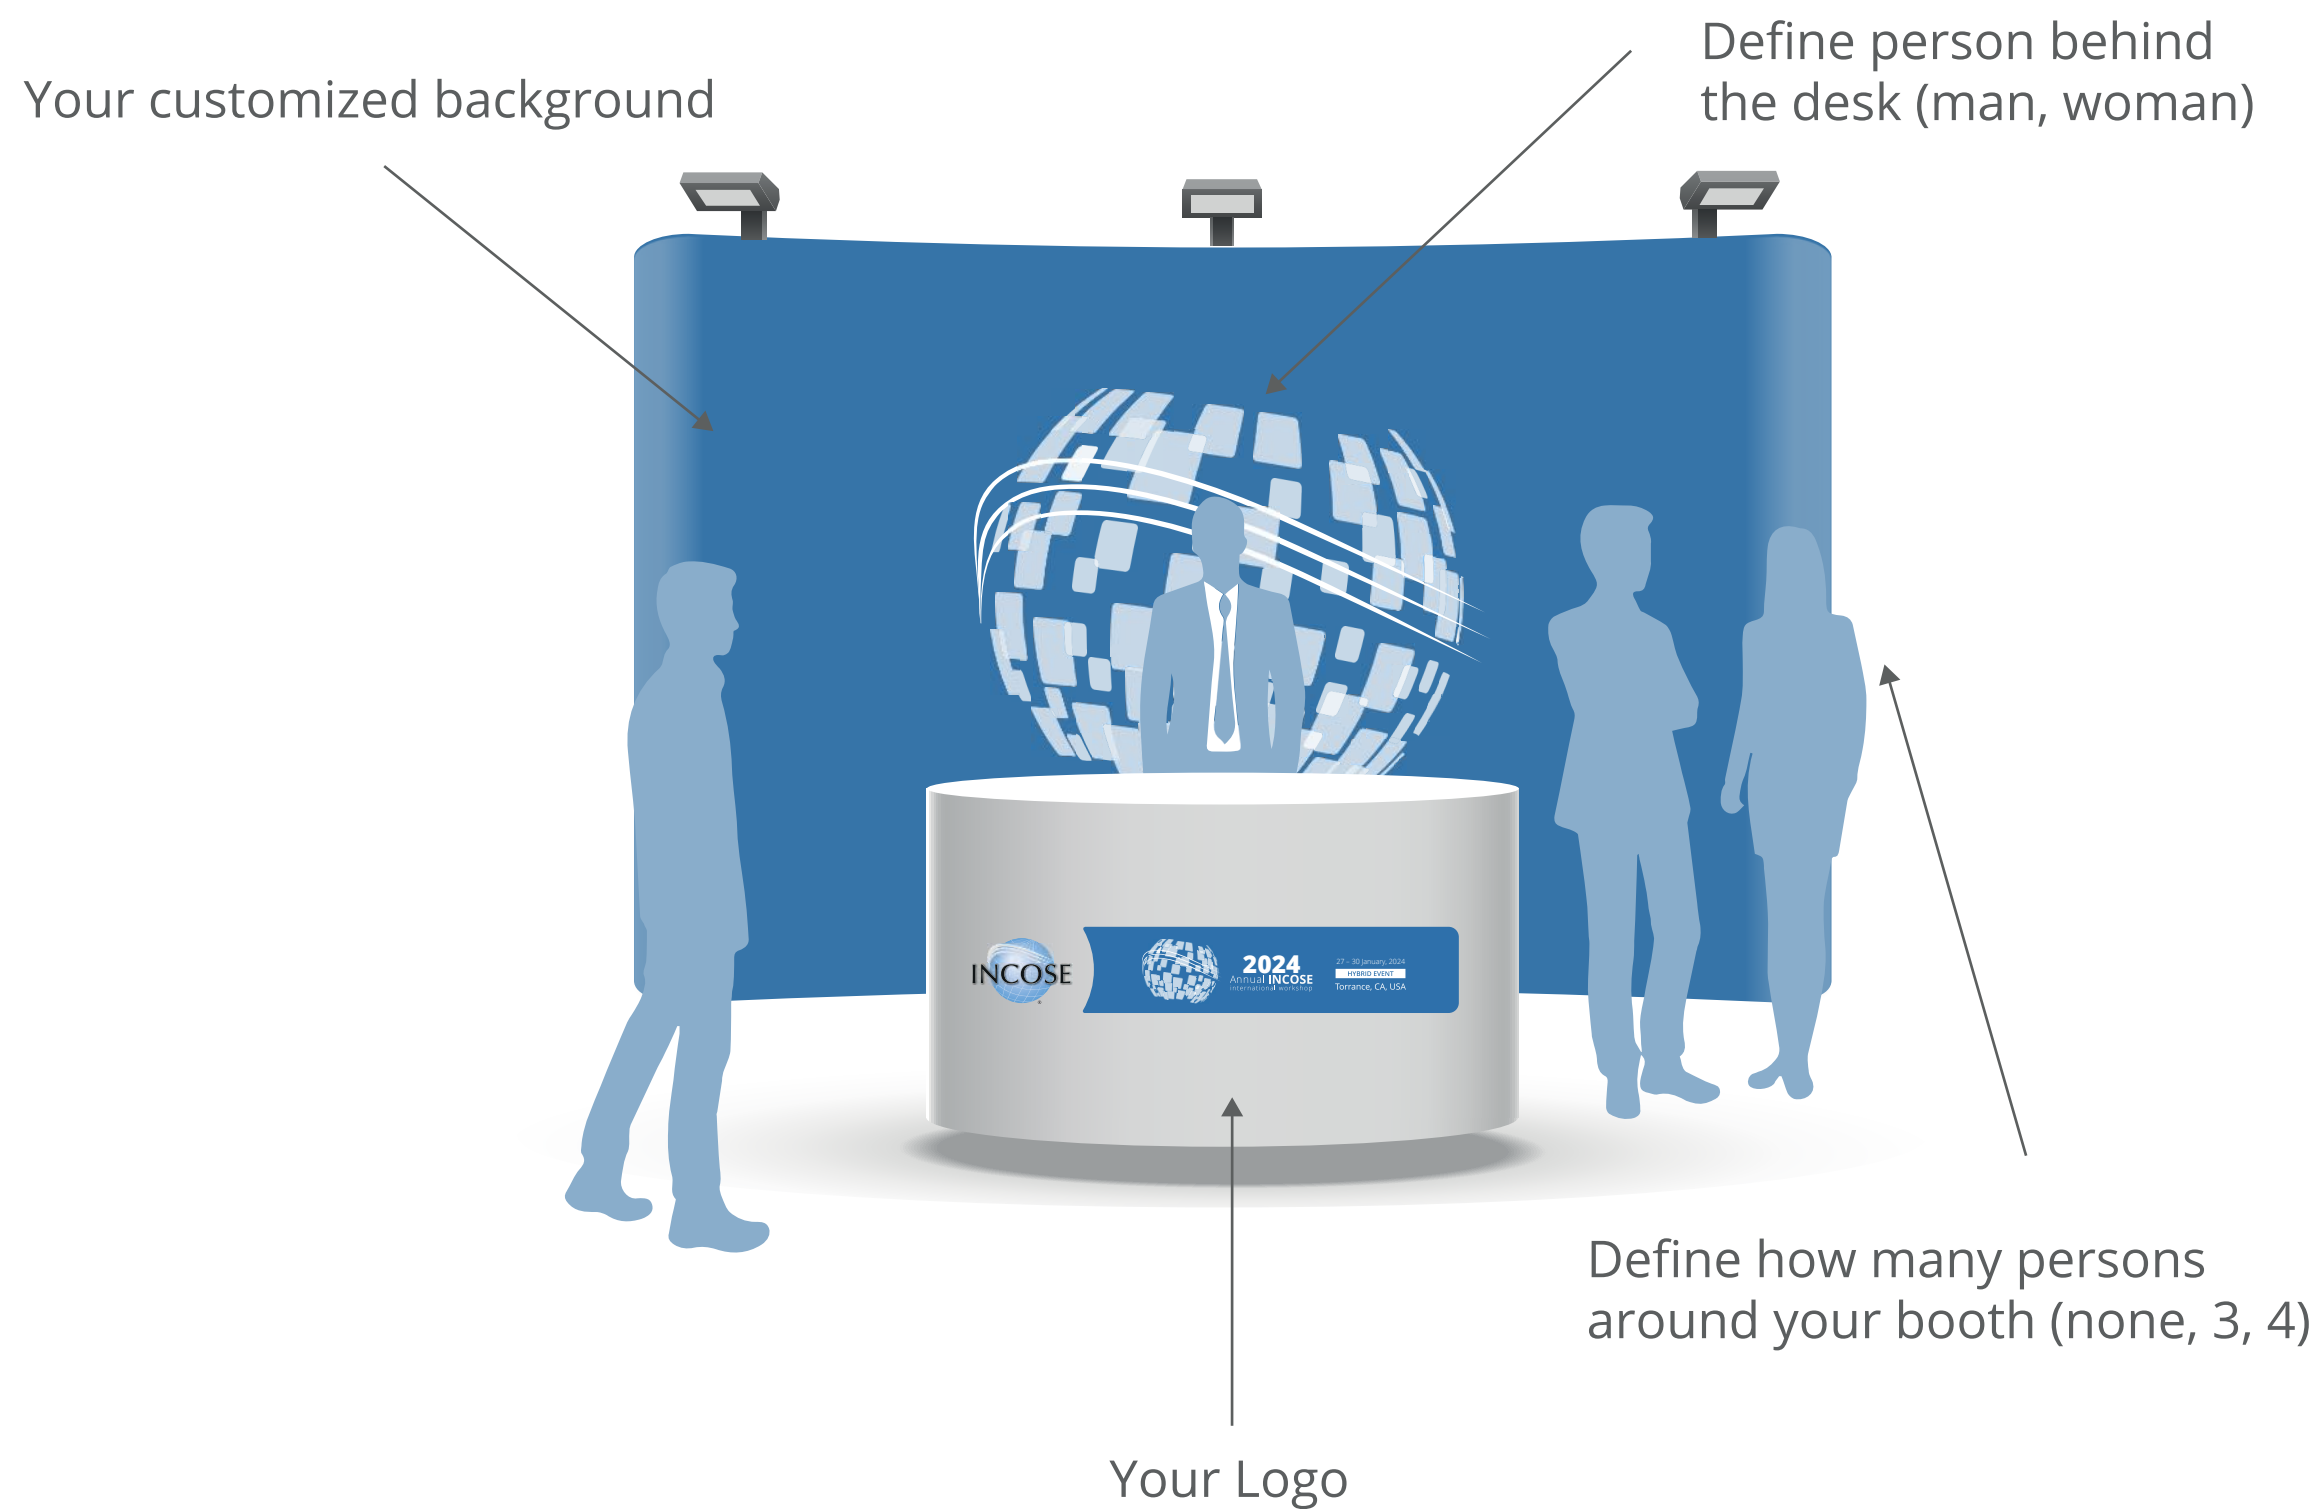 Define person behind
the desk (man, woman)
Your customized background
INCOSE
2024
Annual INCOSE
international workshop
27 – 30 January, 2024
HYBRID EVENT
Torrance, CA, USA
Define how many persons
around your booth (none, 3, 4)
Your Logo